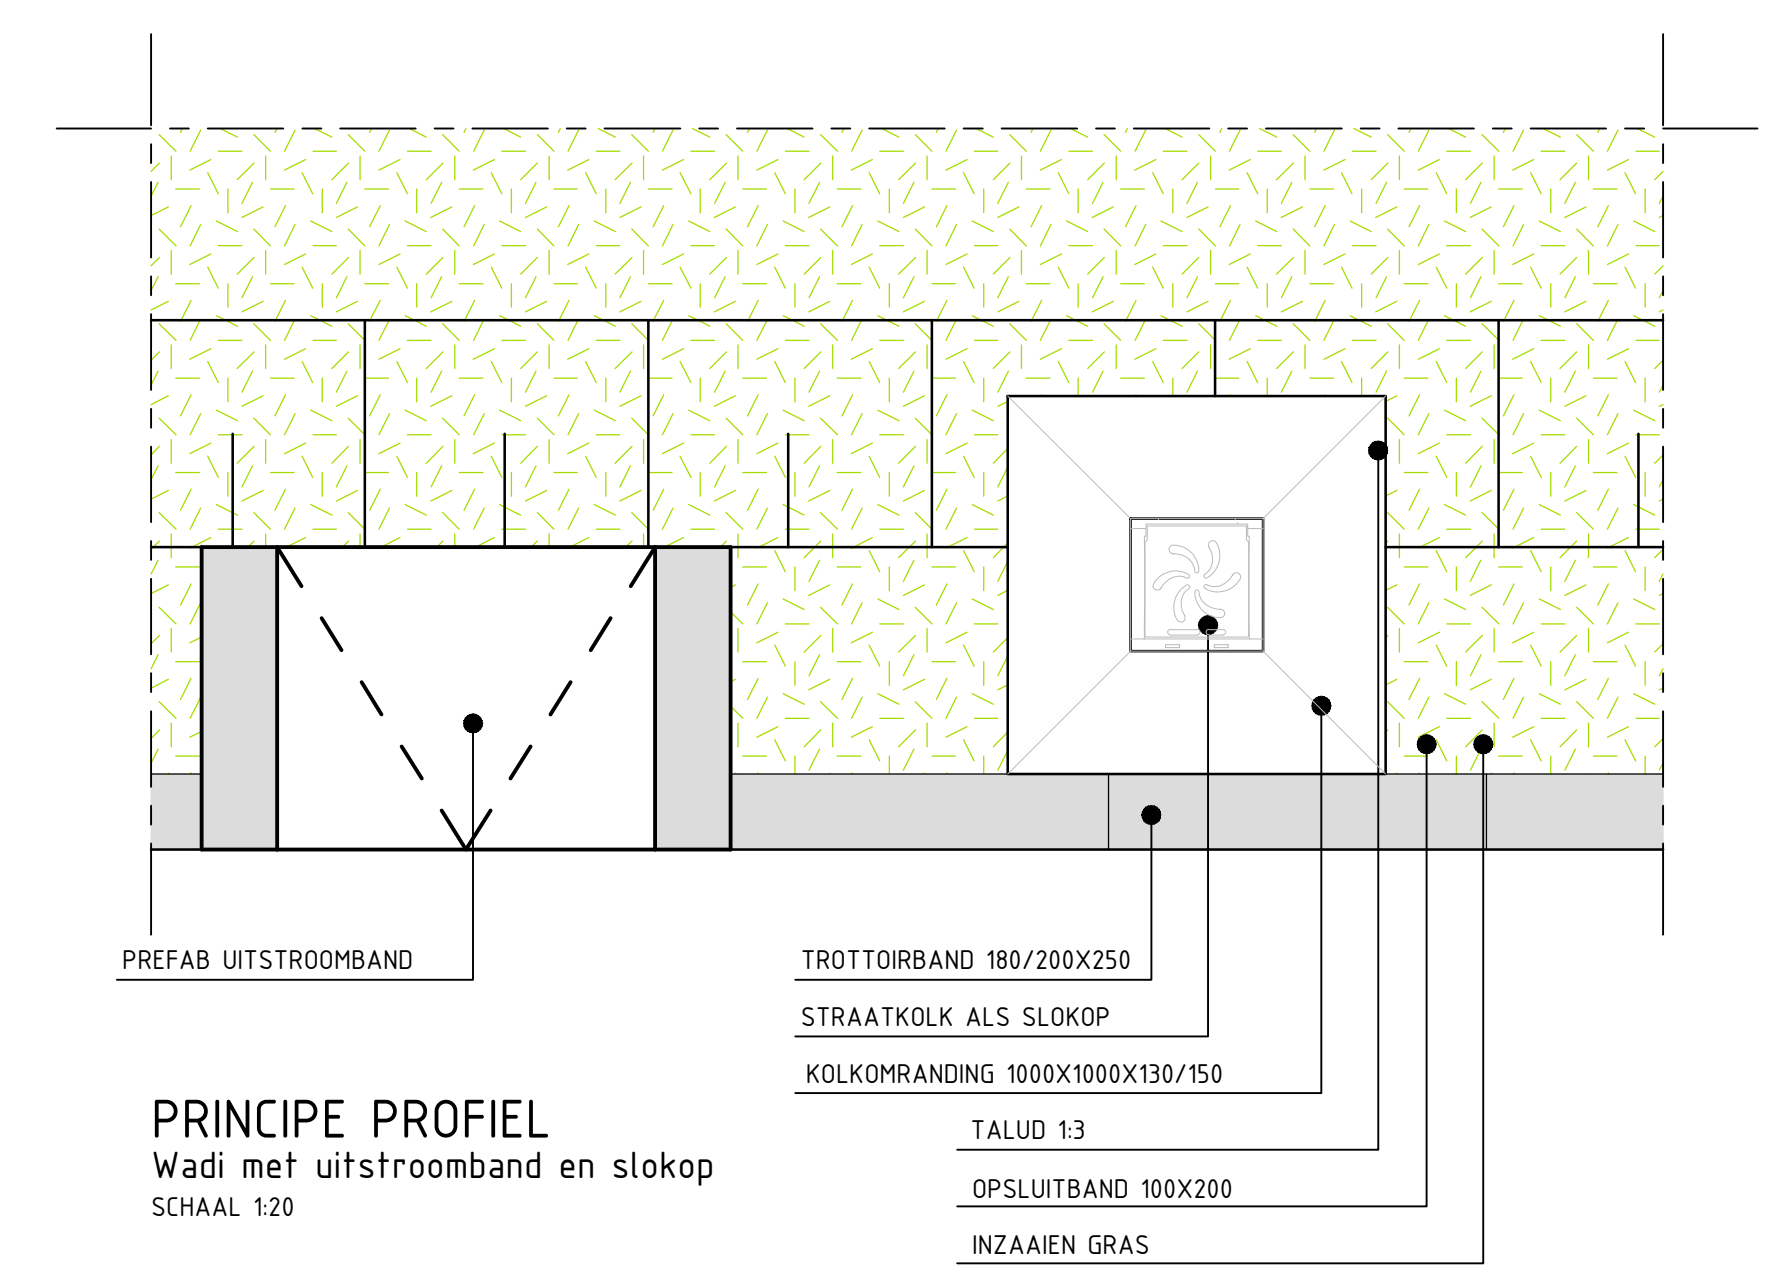 PREFAB UITSTROOMBAND
TROTTOIRBAND 180/200X250
STRAATKOLK ALS SLOKOP
KOLKOMRANDING 1000X1000X130/150
TALUD 1:3
OPSLUITBAND 100X200
INZAAIEN GRAS
PRINCIPE PROFIEL
Wadi met uitstroomband en slokop
SCHAAL 1:20